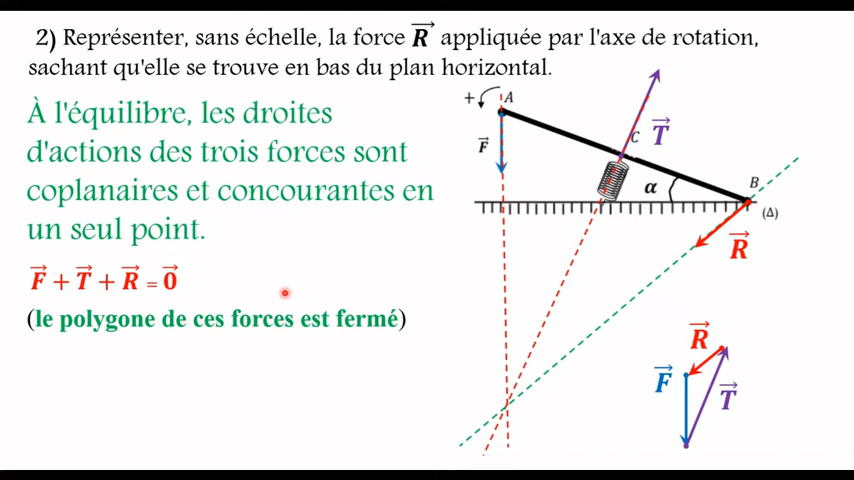 2) Représenter, sans échelle, la force R appliquée par l'axe de rotation,
sachant qu'elle se trouve en bas du plan horizontal.
À l'équilibre, les droites
d'actions des trois forces sont
coplanaires et concourantes en
un seul point.
F + T + R = 0
(le polygone de ces forces est fermé)
+
A
F
C
T
α
B
(Δ)
R
R
F
T